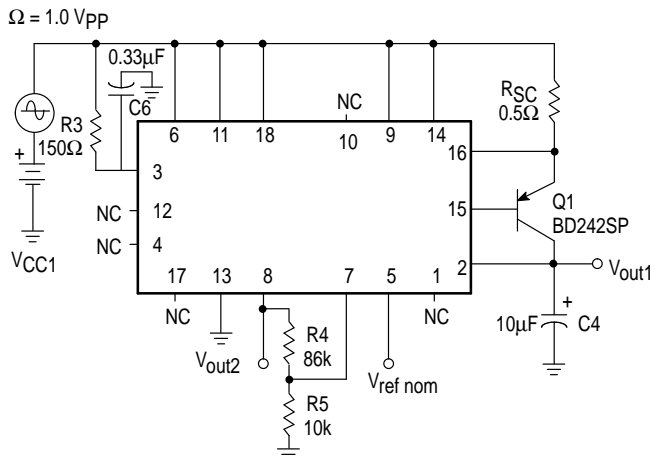 Ω = 1.0 VPP
0.33µF
C6
R3
150Ω
NC
RSC
0.5Ω
6
11
18
10
9
14
16
3
12
NC
4
NC
15
Q1
BD242SP
2
Vout1
VCC1
17
13
8
7
5
1
NC
NC
10µF
C4
R4
86k
Vout2
Vref nom
R5
10k
+
+